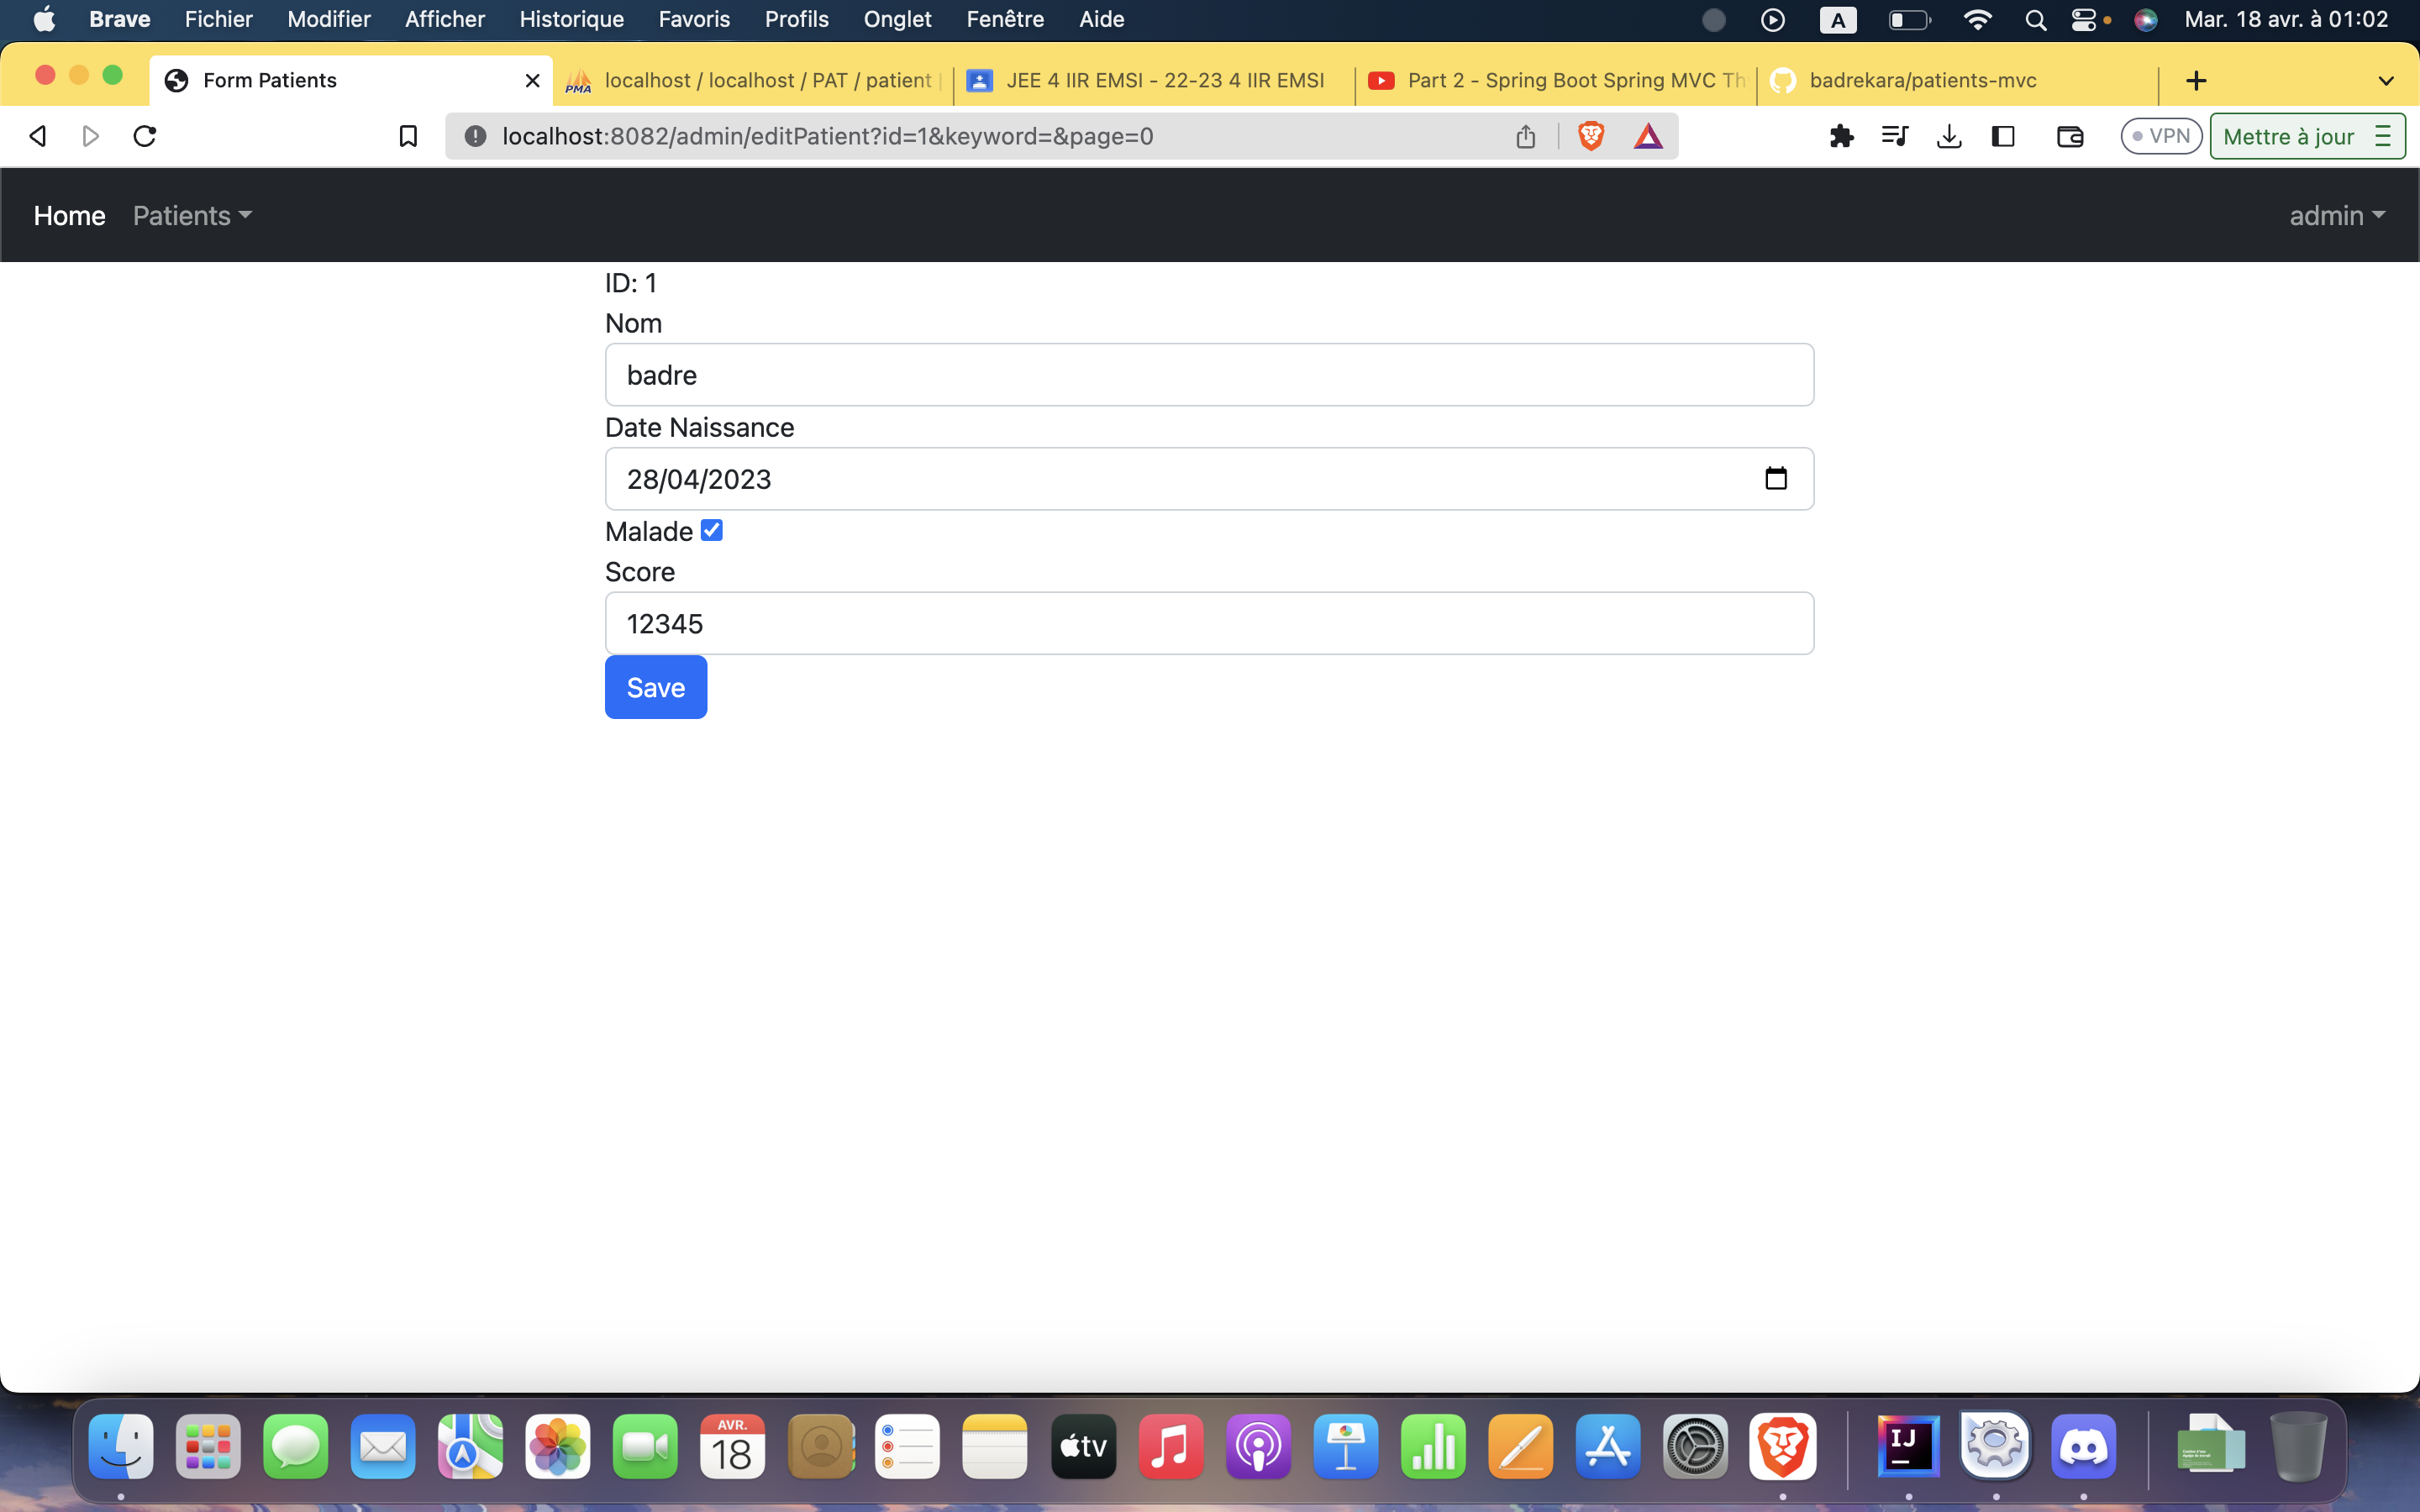 Brave Fichier Modifier Afficher Historique Favoris Profils Onglet Fenêtre Aide A Mar. 18 avr. à 01:02
Form Patients PMA localhost / localhost / PAT / patient JEE 4 IIR EMSI - 22-23 4 IIR EMSI Part 2 - Spring Boot Spring MVC Th badrekara/patients-mvc
localhost:8082/admin/editPatient?id=1&keyword=&page=0 VPN Mettre à jour
Home Patients admin
ID: 1
Nom
badre
Date Naissance
28/04/2023
Malade
Score
12345
Save
AVR.
18
tv
IJ